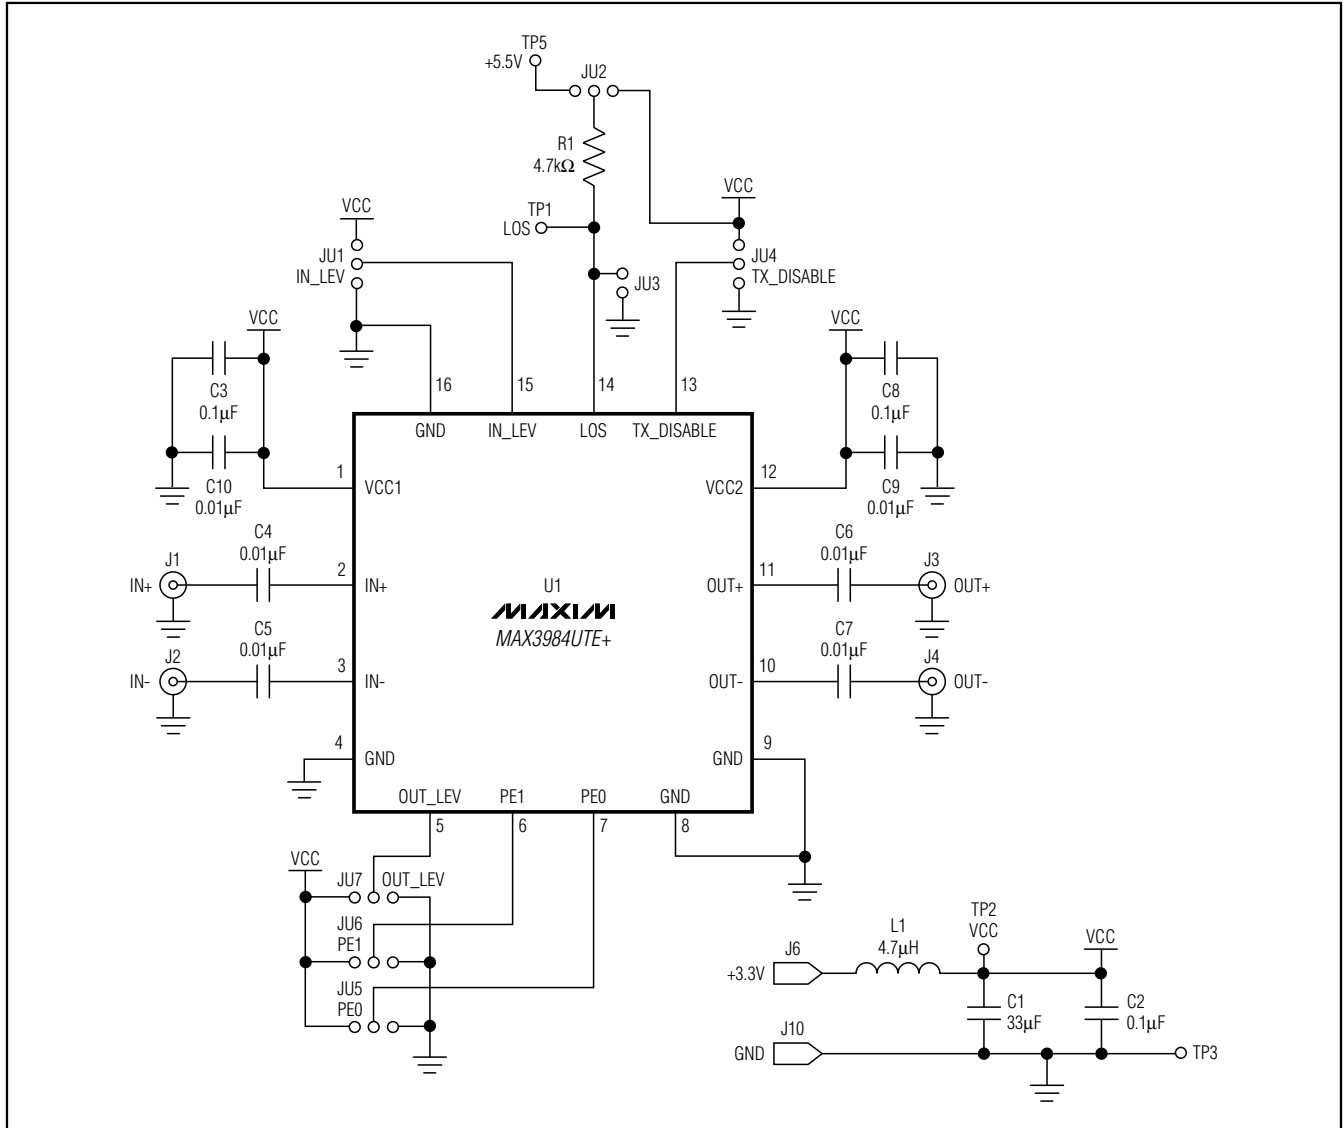 TP5
+5.5V
JU2
R1
4.7kΩ
VCC
TP1
LOS
VCC
JU1
IN_LEV
JU3
JU4
TX_DISABLE
VCC
VCC
C3
0.1µF
16
15
14
13
C8
0.1µF
GND
IN_LEV
LOS
TX_DISABLE
1
VCC1
12
VCC2
C10
0.01µF
C9
0.01µF
C4
0.01µF
C6
0.01µF
J1
IN+
2
IN+
U1
MAXIM
MAX3984UTE+
OUT+
11
J3
OUT+
C5
0.01µF
C7
0.01µF
J2
IN-
3
IN-
OUT-
10
J4
OUT-
4
GND
GND
9
OUT_LEV
PE1
PE0
GND
5
6
7
8
VCC
JU7
OUT_LEV
JU6
PE1
JU5
PE0
L1
4.7µH
TP2
VCC
VCC
J6
+3.3V
C1
33µF
C2
0.1µF
J10
GND
TP3